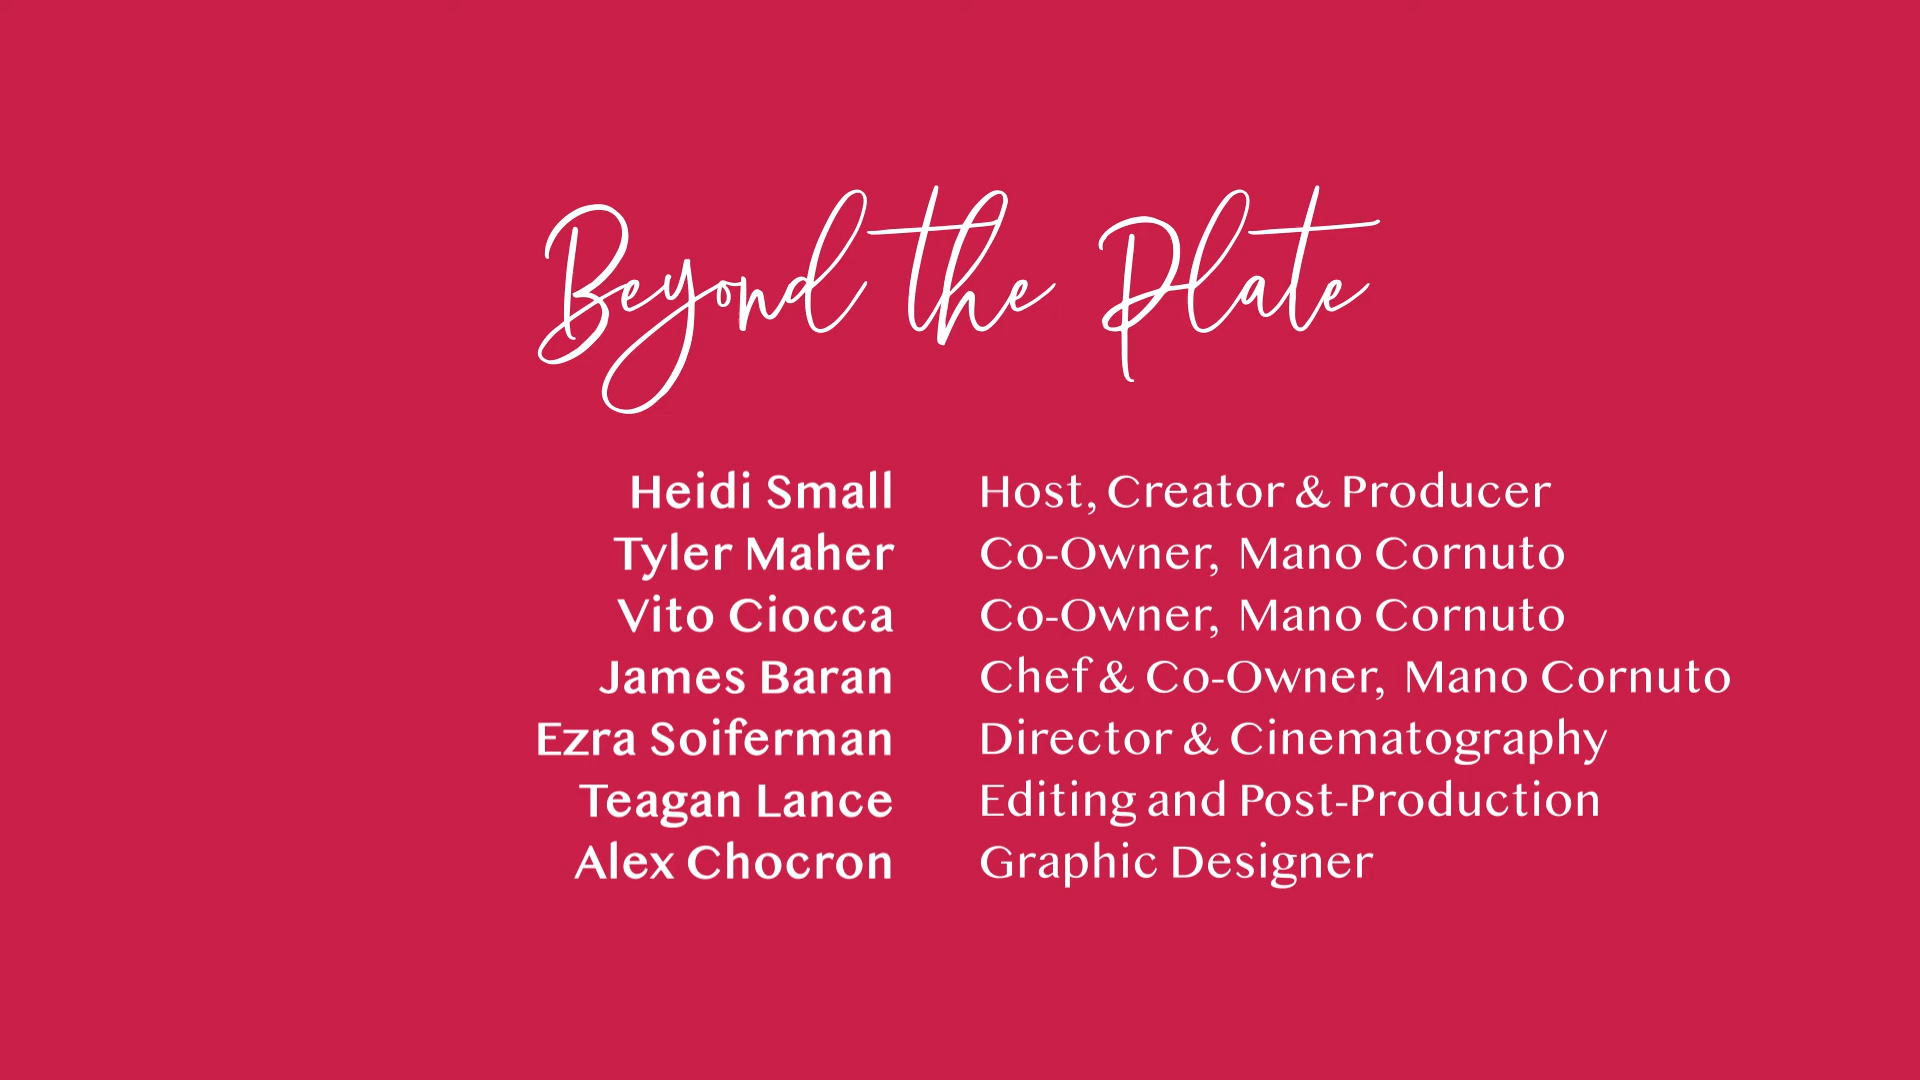 Beyond the Plate
Heidi Small Host, Creator & Producer
Tyler Maher Co-Owner, Mano Cornuto
Vito Ciocca Co-Owner, Mano Cornuto
James Baran Chef & Co-Owner, Mano Cornuto
Ezra Soiferman Director & Cinematography
Teagan Lance Editing and Post-Production
Alex Chocron Graphic Designer